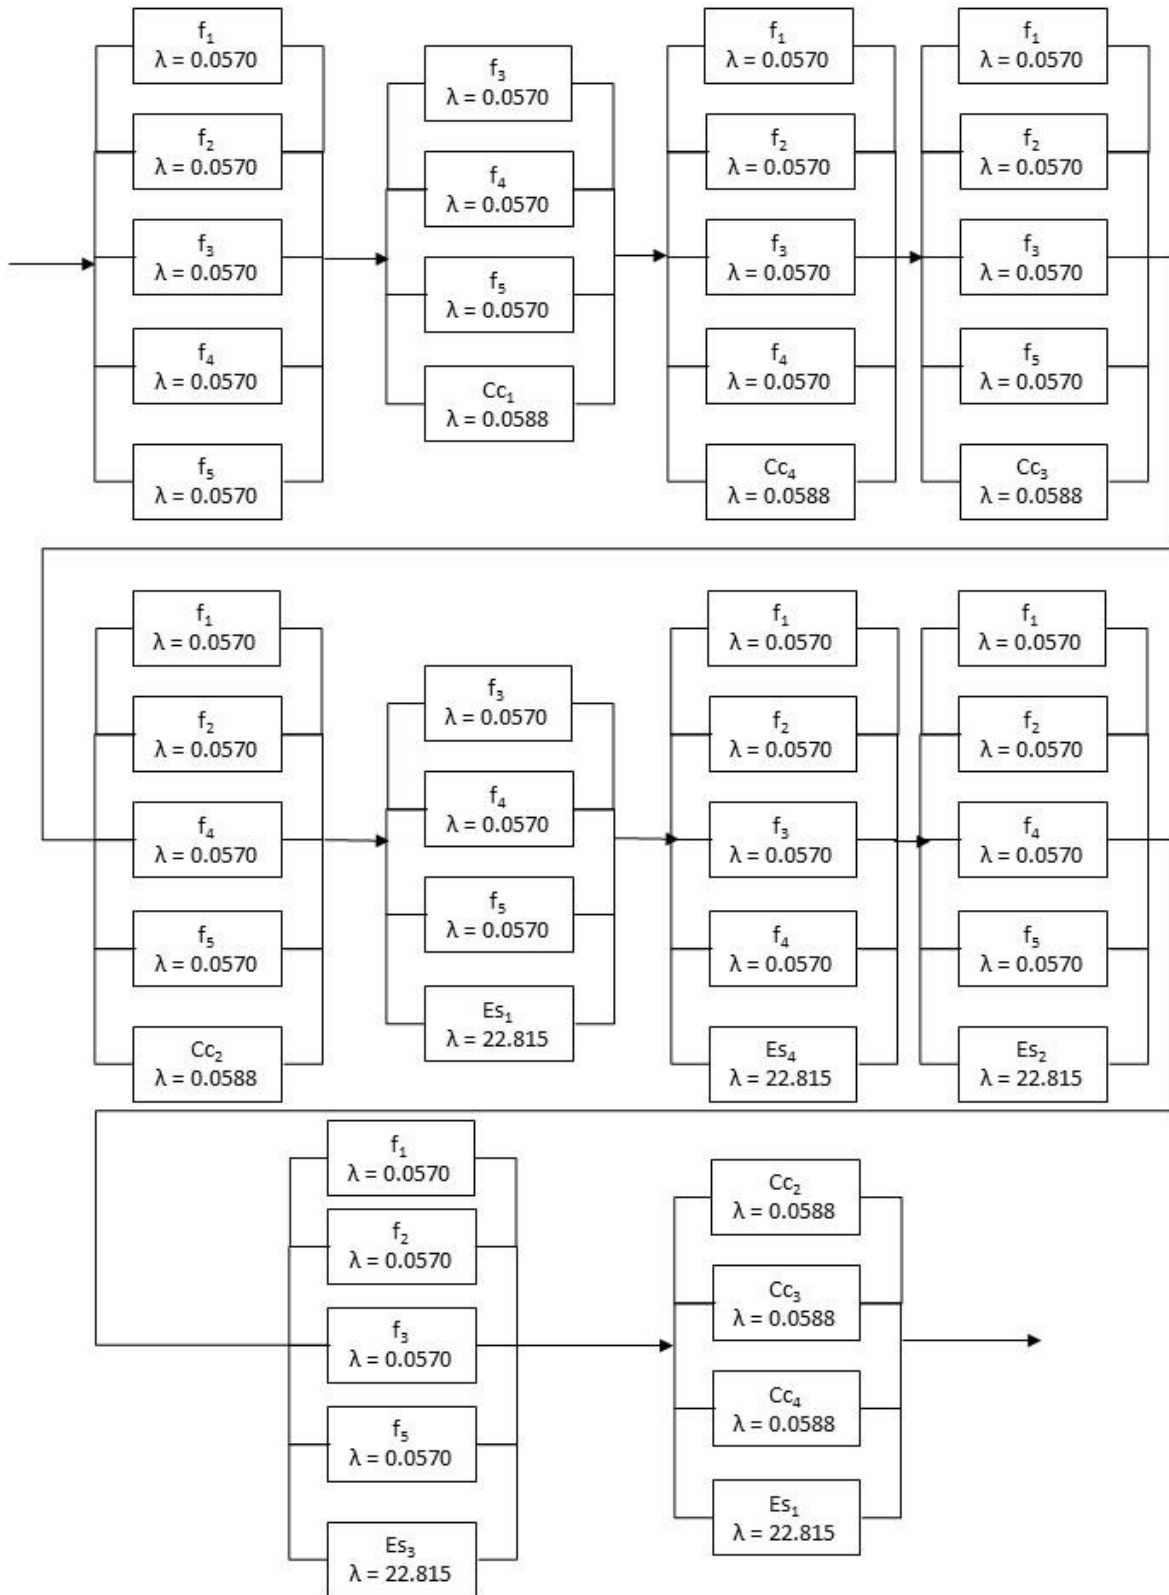 f₁
λ = 0.0570
f₂
λ = 0.0570
f₃
λ = 0.0570
f₄
λ = 0.0570
f₅
λ = 0.0570
f₃
λ = 0.0570
f₄
λ = 0.0570
f₅
λ = 0.0570
Cc₁
λ = 0.0588
f₁
λ = 0.0570
f₂
λ = 0.0570
f₃
λ = 0.0570
f₄
λ = 0.0570
Cc₄
λ = 0.0588
f₁
λ = 0.0570
f₂
λ = 0.0570
f₃
λ = 0.0570
f₅
λ = 0.0570
Cc₃
λ = 0.0588
f₁
λ = 0.0570
f₂
λ = 0.0570
f₄
λ = 0.0570
f₅
λ = 0.0570
Cc₂
λ = 0.0588
f₃
λ = 0.0570
f₄
λ = 0.0570
f₅
λ = 0.0570
Es₁
λ = 22.815
f₁
λ = 0.0570
f₂
λ = 0.0570
f₃
λ = 0.0570
f₄
λ = 0.0570
Es₄
λ = 22.815
f₁
λ = 0.0570
f₂
λ = 0.0570
f₄
λ = 0.0570
f₅
λ = 0.0570
Es₂
λ = 22.815
f₁
λ = 0.0570
f₂
λ = 0.0570
f₃
λ = 0.0570
f₅
λ = 0.0570
Es₃
λ = 22.815
Cc₂
λ = 0.0588
Cc₃
λ = 0.0588
Cc₄
λ = 0.0588
Es₁
λ = 22.815